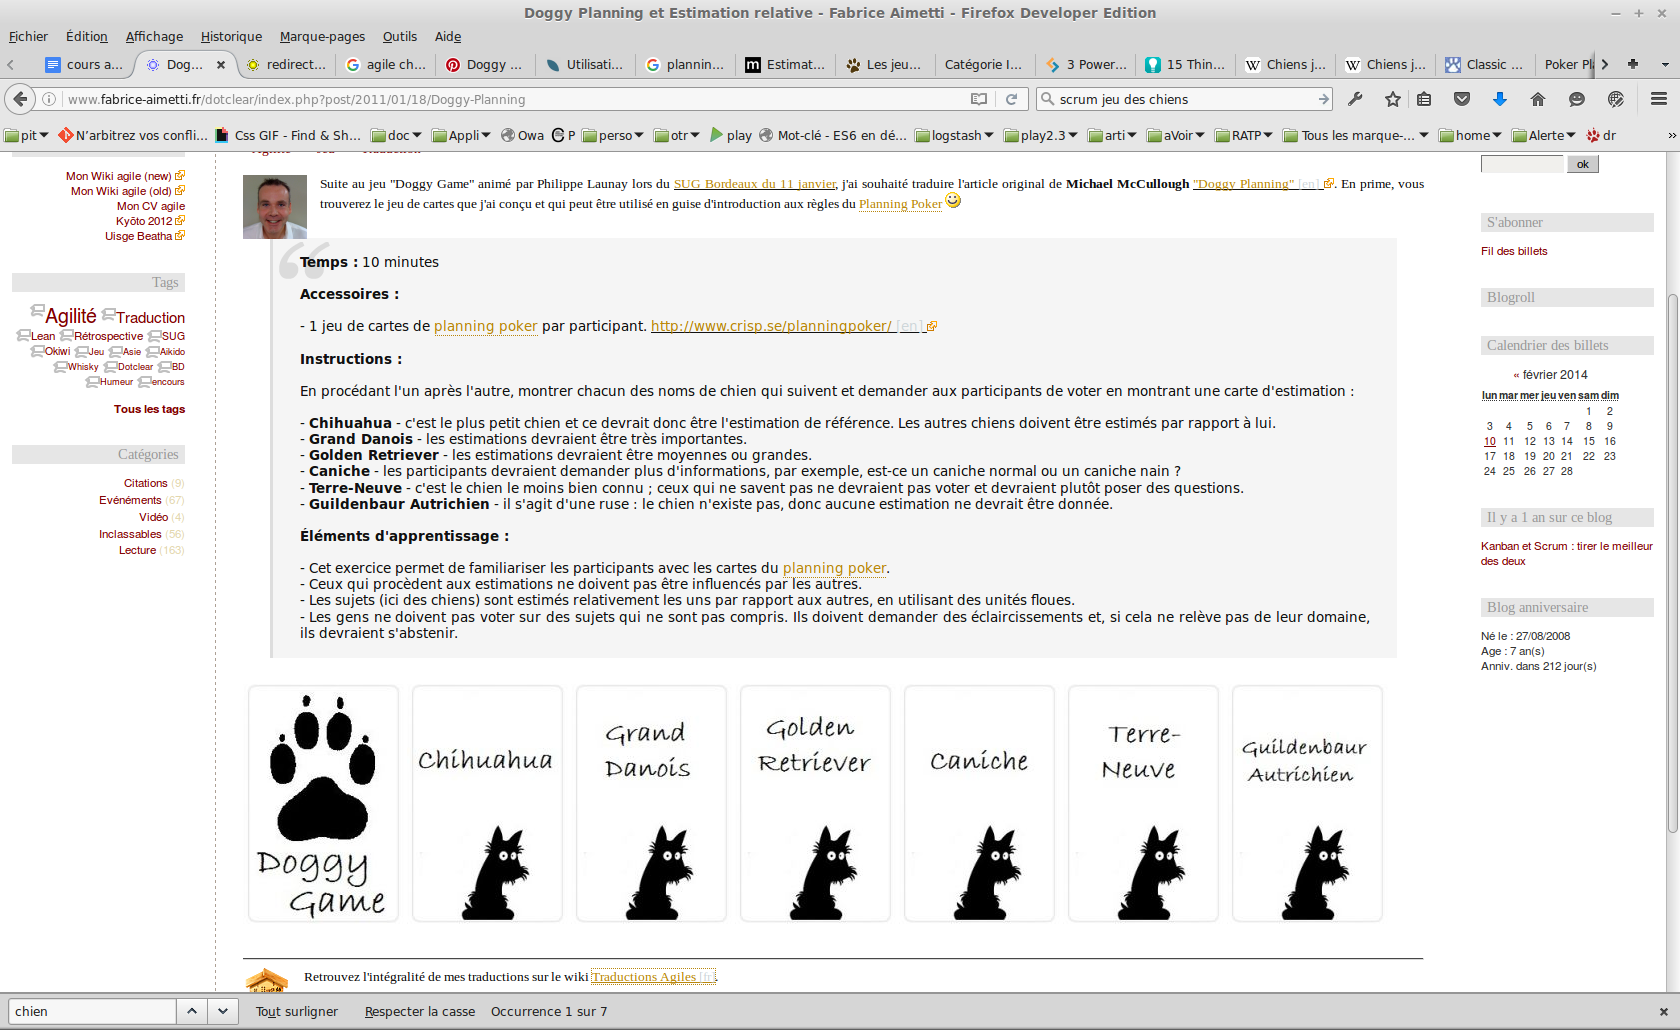 Doggy Planning et Estimation relative - Fabrice Aimetti - Firefox Developer Edition
Fichier Édition Affichage Historique Marque-pages Outils Aide
cours a... Dog... redirect... agile ch... Doggy ... Utilisati... plannin... Estimat... Les jeu... Catégorie I... 3 Power... 15 Thin... Chiens j... Chiens j... Classic ... Poker Pl
www.fabrice-aimetti.fr/dotclear/index.php?post/2011/01/18/Doggy-Planning
scrum jeu des chiens
pit N'arbitrez vos confli... Css GIF - Find & Sh... doc Appli Owa P perso otr play Mot-clé - ES6 en dé... logstash play2.3 arti aVoir RATP Tous les marque-... home Alerte dr
Mon Wiki agile (new)
Mon Wiki agile (old)
Mon CV agile
Kyôto 2012
Uisge Beatha
Tags
Agilité Traduction
Lean Rétrospective SUG
Okiwi Jeu Asie Aikido
Whisky Dotclear BD
Humeur encours
Tous les tags
Catégories
Citations (9)
Evénements (67)
Vidéo (4)
Inclassables (56)
Lecture (163)
Suite au jeu "Doggy Game" animé par Philippe Launay lors du SUG Bordeaux du 11 janvier, j'ai souhaité traduire l'article original de Michael McCullough "Doggy Planning" [en]. En prime, vous
trouverez le jeu de cartes que j'ai conçu et qui peut être utilisé en guise d'introduction aux règles du Planning Poker
Temps : 10 minutes
Accessoires :
- 1 jeu de cartes de planning poker par participant. http://www.crisp.se/planningpoker/ [en]
Instructions :
En procédant l'un après l'autre, montrer chacun des noms de chien qui suivent et demander aux participants de voter en montrant une carte d'estimation :
- Chihuahua - c'est le plus petit chien et ce devrait donc être l'estimation de référence. Les autres chiens doivent être estimés par rapport à lui.
- Grand Danois - les estimations devraient être très importantes.
- Golden Retriever - les estimations devraient être moyennes ou grandes.
- Caniche - les participants devraient demander plus d'informations, par exemple, est-ce un caniche normal ou un caniche nain ?
- Terre-Neuve - c'est le chien le moins bien connu ; ceux qui ne savent pas ne devraient pas voter et devraient plutôt poser des questions.
- Guildenbaur Autrichien - il s'agit d'une ruse : le chien n'existe pas, donc aucune estimation ne devrait être donnée.
Éléments d'apprentissage :
- Cet exercice permet de familiariser les participants avec les cartes du planning poker.
- Ceux qui procèdent aux estimations ne doivent pas être influencés par les autres.
- Les sujets (ici des chiens) sont estimés relativement les uns par rapport aux autres, en utilisant des unités floues.
- Les gens ne doivent pas voter sur des sujets qui ne sont pas compris. Ils doivent demander des éclaircissements et, si cela ne relève pas de leur domaine,
ils devraient s'abstenir.
Doggy
Game
Chihuahua
Grand
Danois
Golden
Retriever
Caniche
Terre-
Neuve
Guildenbaur
Autrichien
Retrouvez l'intégralité de mes traductions sur le wiki Traductions Agiles [fr].
ok
S'abonner
Fil des billets
Blogroll
Calendrier des billets
« février 2014
lun mar mer jeu ven sam dim
1 2
3 4 5 6 7 8 9
10 11 12 13 14 15 16
17 18 19 20 21 22 23
24 25 26 27 28
Il y a 1 an sur ce blog
Kanban et Scrum : tirer le meilleur
des deux
Blog anniversaire
Né le : 27/08/2008
Age : 7 an(s)
Anniv. dans 212 jour(s)
chien
Tout surligner Respecter la casse Occurrence 1 sur 7